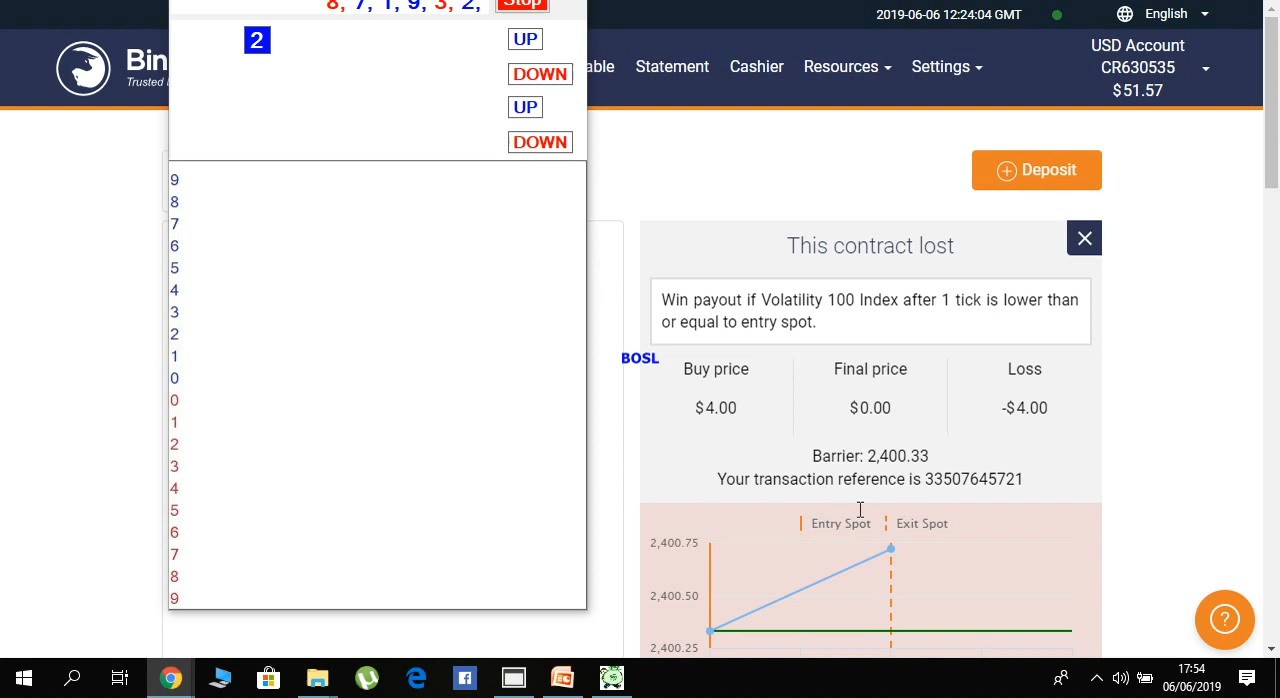 8, 7, 1, 9, 3, 2,
Stop
2019-06-06 12:24:04 GMT
English
2
UP
DOWN
UP
DOWN
Bin
Trusted
able
Statement
Cashier
Resources
Settings
USD Account
CR630535
$51.57
Deposit
9
8
7
6
5
4
3
2
1
0
0
1
2
3
4
5
6
7
8
9
This contract lost
Win payout if Volatility 100 Index after 1 tick is lower than
or equal to entry spot.
BOSL
Buy price
Final price
Loss
$4.00
$0.00
-$4.00
Barrier: 2,400.33
Your transaction reference is 33507645721
Entry Spot
Exit Spot
2,400.75
2,400.50
2,400.25
?
17:54
06/06/2019